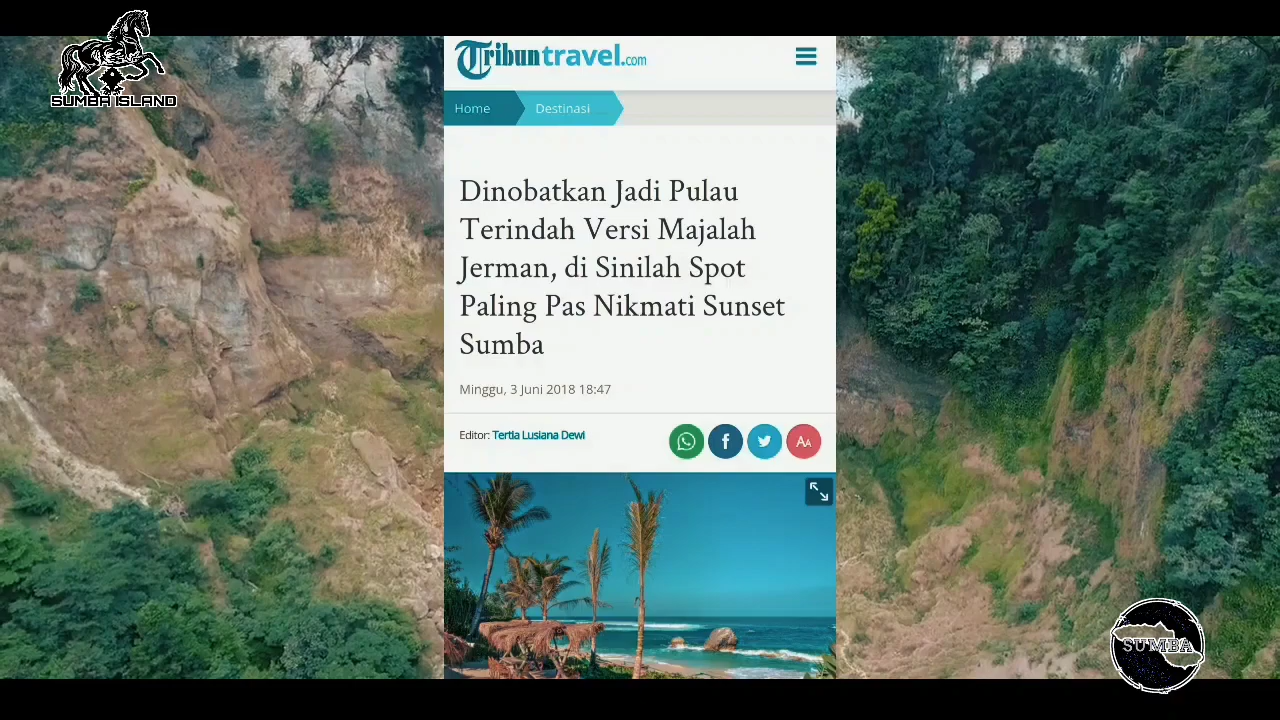 SUMBA ISLAND
Tribuntravel.com
Home
Destinasi
Dinobatkan Jadi Pulau
Terindah Versi Majalah
Jerman, di Sinilah Spot
Paling Pas Nikmati Sunset
Sumba
Minggu, 3 Juni 2018 18:47
Editor: Tertia Lusiana Dewi
f
AA
SUMBA